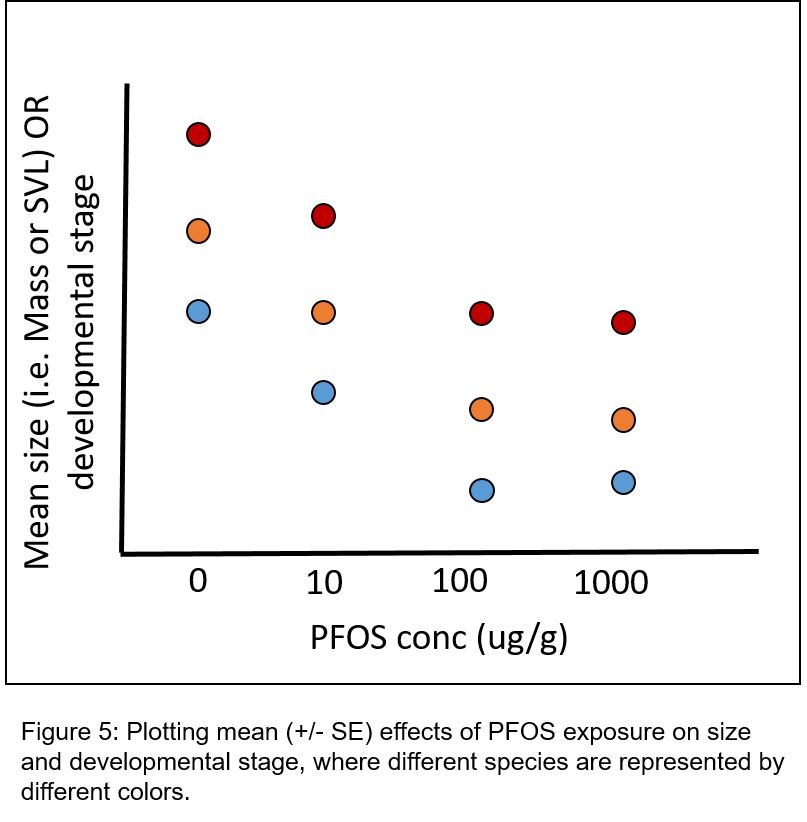 Mean size (i.e. Mass or SVL) OR
developmental stage
0 10 100 1000
PFOS conc (ug/g)
Figure 5: Plotting mean (+/- SE) effects of PFOS exposure on size
and developmental stage, where different species are represented by
different colors.